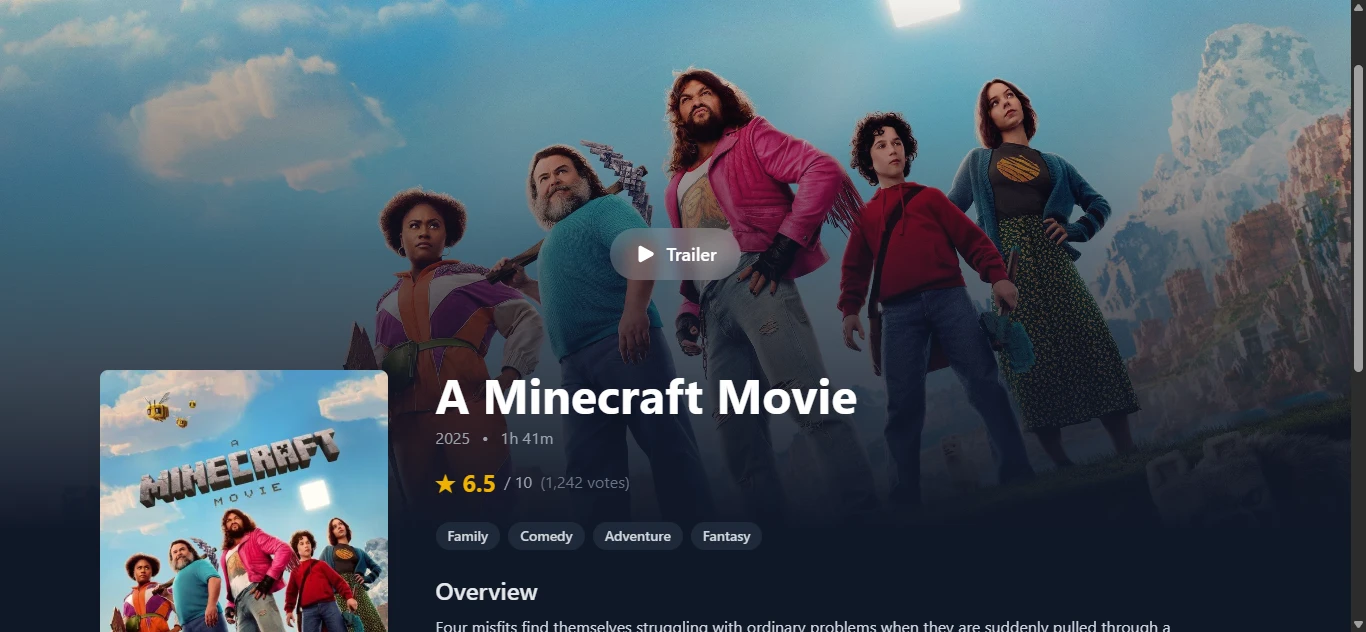 Trailer
A
MINECRAFT
MOVIE
A Minecraft Movie
2025 • 1h 41m
★ 6.5 / 10 (1,242 votes)
Family Comedy Adventure Fantasy
Overview
Four misfits find themselves struggling with ordinary problems when they are suddenly pulled through a